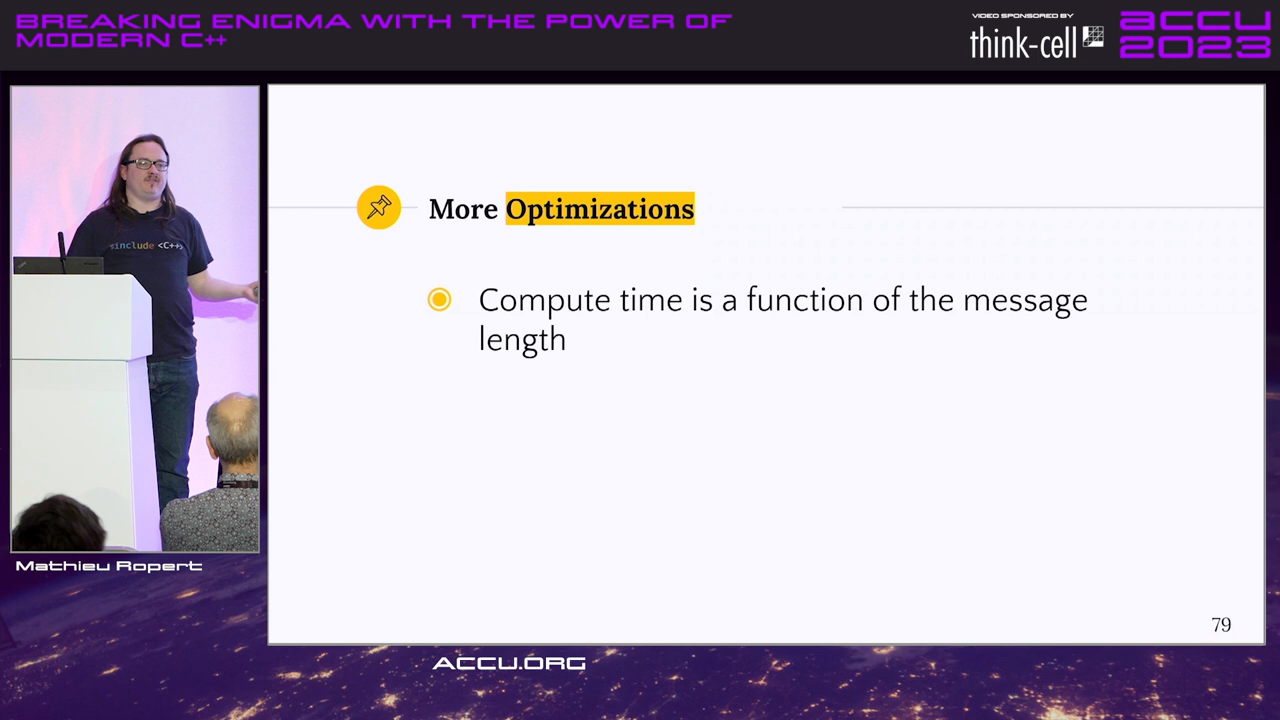 BREAKING ENIGMA WITH THE POWER OF
MODERN C++
VIDEO SPONSORED BY
think-cell
accu
2023
#include <C++>
More Optimizations
Compute time is a function of the message
length
79
Mathieu Ropert
ACCU.ORG